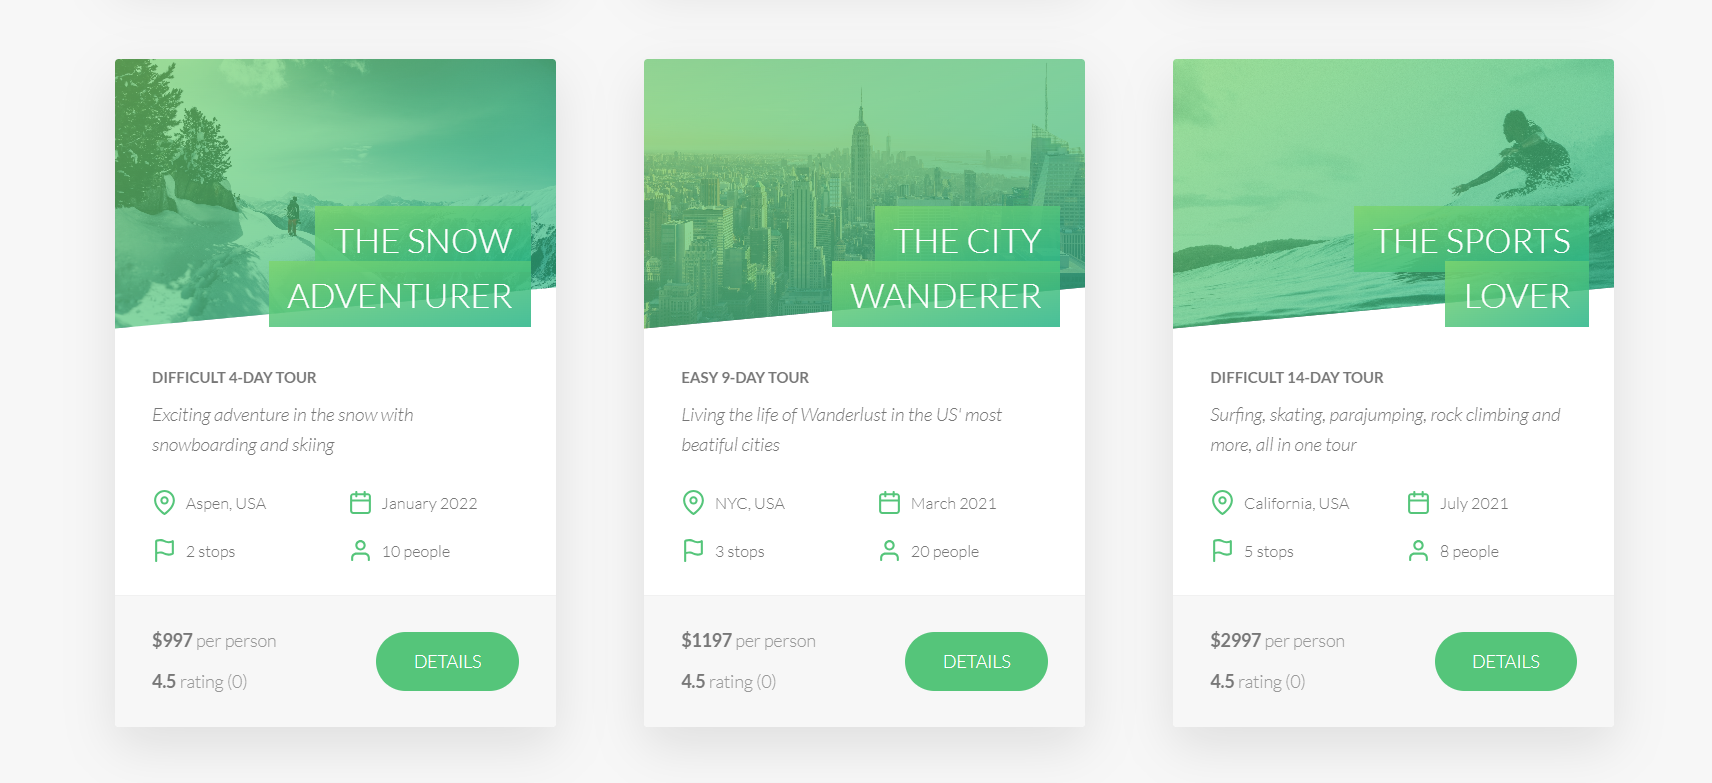 THE SNOW
ADVENTURER
DIFFICULT 4-DAY TOUR
Exciting adventure in the snow with
snowboarding and skiing
Aspen, USA
January 2022
2 stops
10 people
$997 per person
4.5 rating (0)
DETAILS
THE CITY
WANDERER
EASY 9-DAY TOUR
Living the life of Wanderlust in the US' most
beatiful cities
NYC, USA
March 2021
3 stops
20 people
$1197 per person
4.5 rating (0)
DETAILS
THE SPORTS
LOVER
DIFFICULT 14-DAY TOUR
Surfing, skating, parajumping, rock climbing and
more, all in one tour
California, USA
July 2021
5 stops
8 people
$2997 per person
4.5 rating (0)
DETAILS